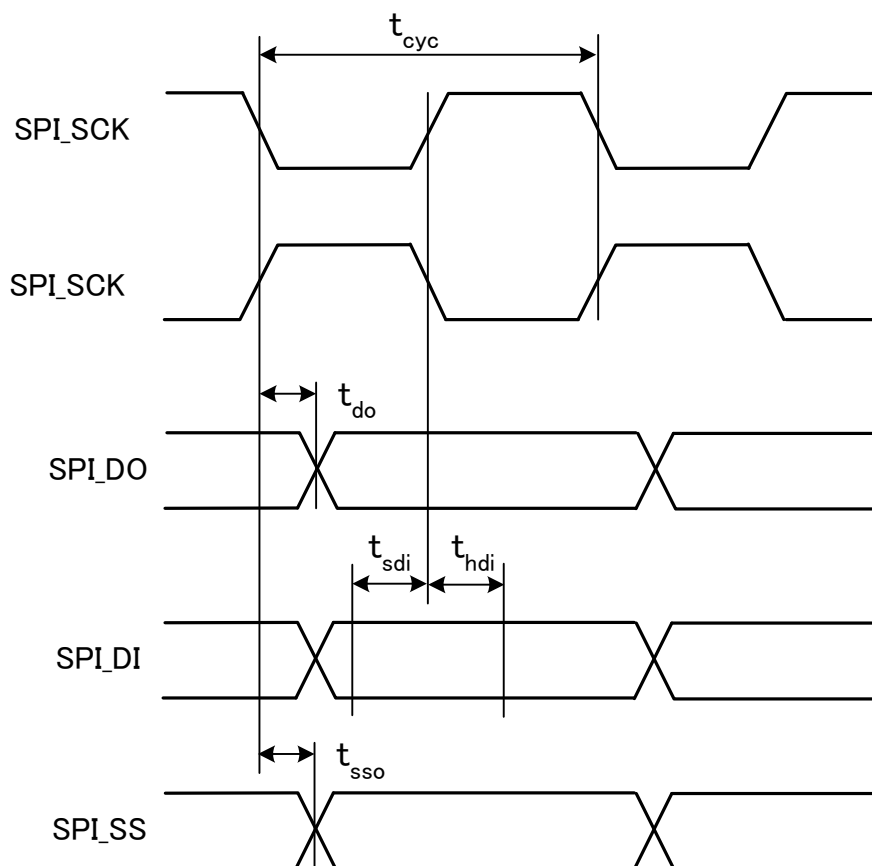 tcyc
SPI_SCK
SPI_SCK
tdo
SPI_DO
tsdi
thdi
SPI_DI
tsso
SPI_SS